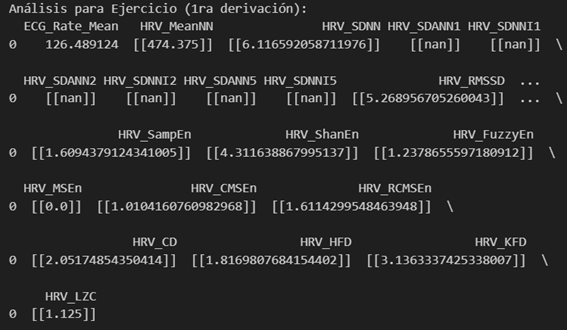 Análisis para Ejercicio (1ra derivación):
ECG_Rate_Mean HRV_MeanNN HRV_SDNN HRV_SDANN1 HRV_SDNNI1
0 126.489124 [[474.375]] [[6.116592058711976]] [[nan]] [[nan]] \
HRV_SDANN2 HRV_SDNNI2 HRV_SDANN5 HRV_SDNNI5 HRV_RMSSD ...
0 [[nan]] [[nan]] [[nan]] [[nan]] [[5.268956705260043]] ... \
HRV_SampEn HRV_ShanEn HRV_FuzzyEn
0 [[1.6094379124341005]] [[4.311638867995137]] [[1.2378655597180912]] \
HRV_MSEn HRV_CMSEn HRV_RCMSEn
0 [[0.0]] [[1.0104160760982968]] [[1.6114299548463948]] \
HRV_CD HRV_HFD HRV_KFD
0 [[2.05174854350414]] [[1.8169807684154402]] [[3.1363337425338007]] \
HRV_LZC
0 [[1.125]]